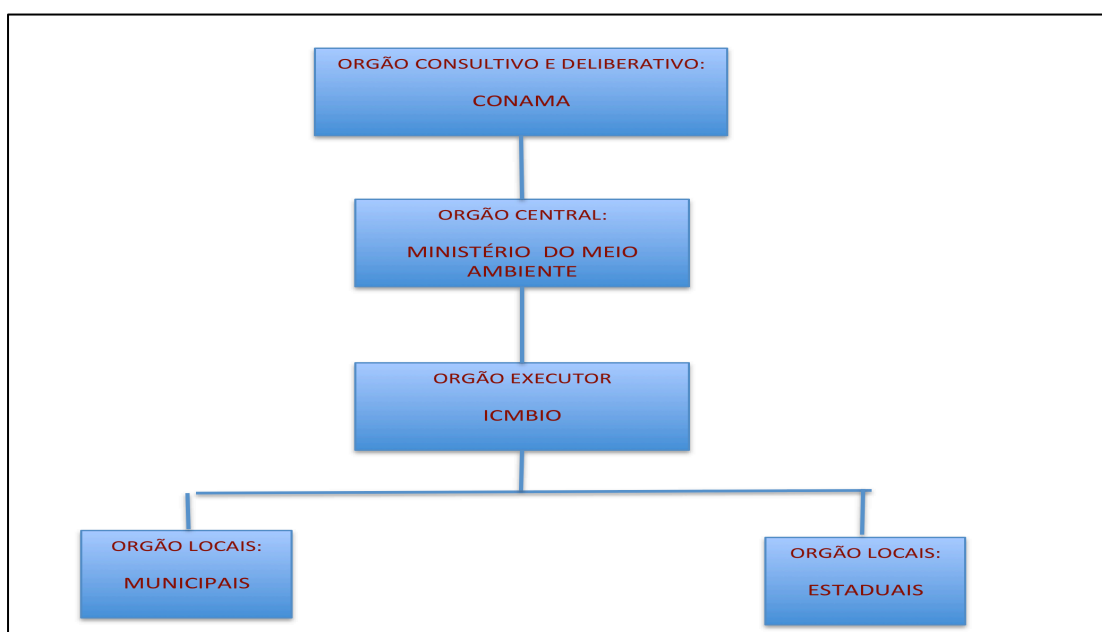 ORGÃO CONSULTIVO E DELIBERATIVO:
CONAMA
ORGÃO CENTRAL:
MINISTÉRIO DO MEIO
AMBIENTE
ORGÃO EXECUTOR
ICMBIO
ORGÃO LOCAIS:
MUNICIPAIS
ORGÃO LOCAIS:
ESTADUAIS